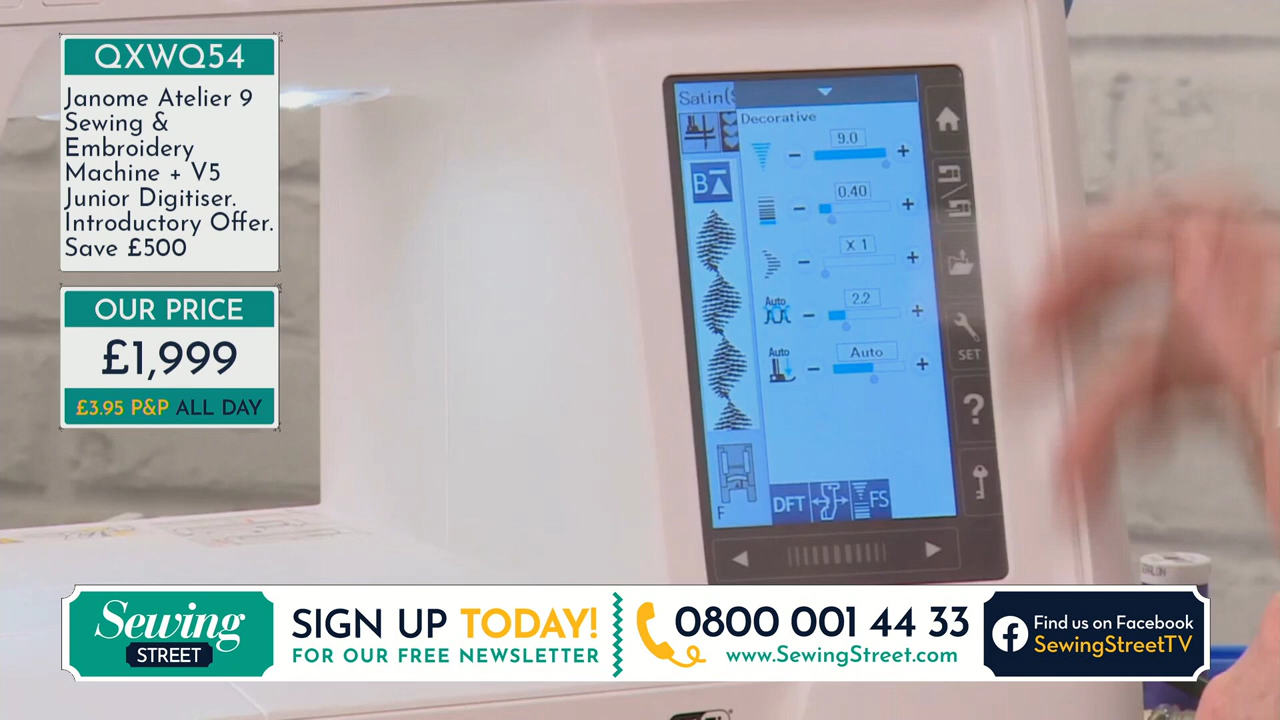 QXWQ54
Janome Atelier 9
Sewing &
Embroidery
Machine + V5
Junior Digitiser.
Introductory Offer.
Save £500
OUR PRICE
£1,999
£3.95 P&P ALL DAY
Satin(
Decorative
9.0
B
0.40
x 1
Auto
2.2
Auto
Auto
SET
?
F
DFT
FS
Sewing
STREET
SIGN UP TODAY!
FOR OUR FREE NEWSLETTER
0800 001 44 33
www.SewingStreet.com
Find us on Facebook
SewingStreetTV